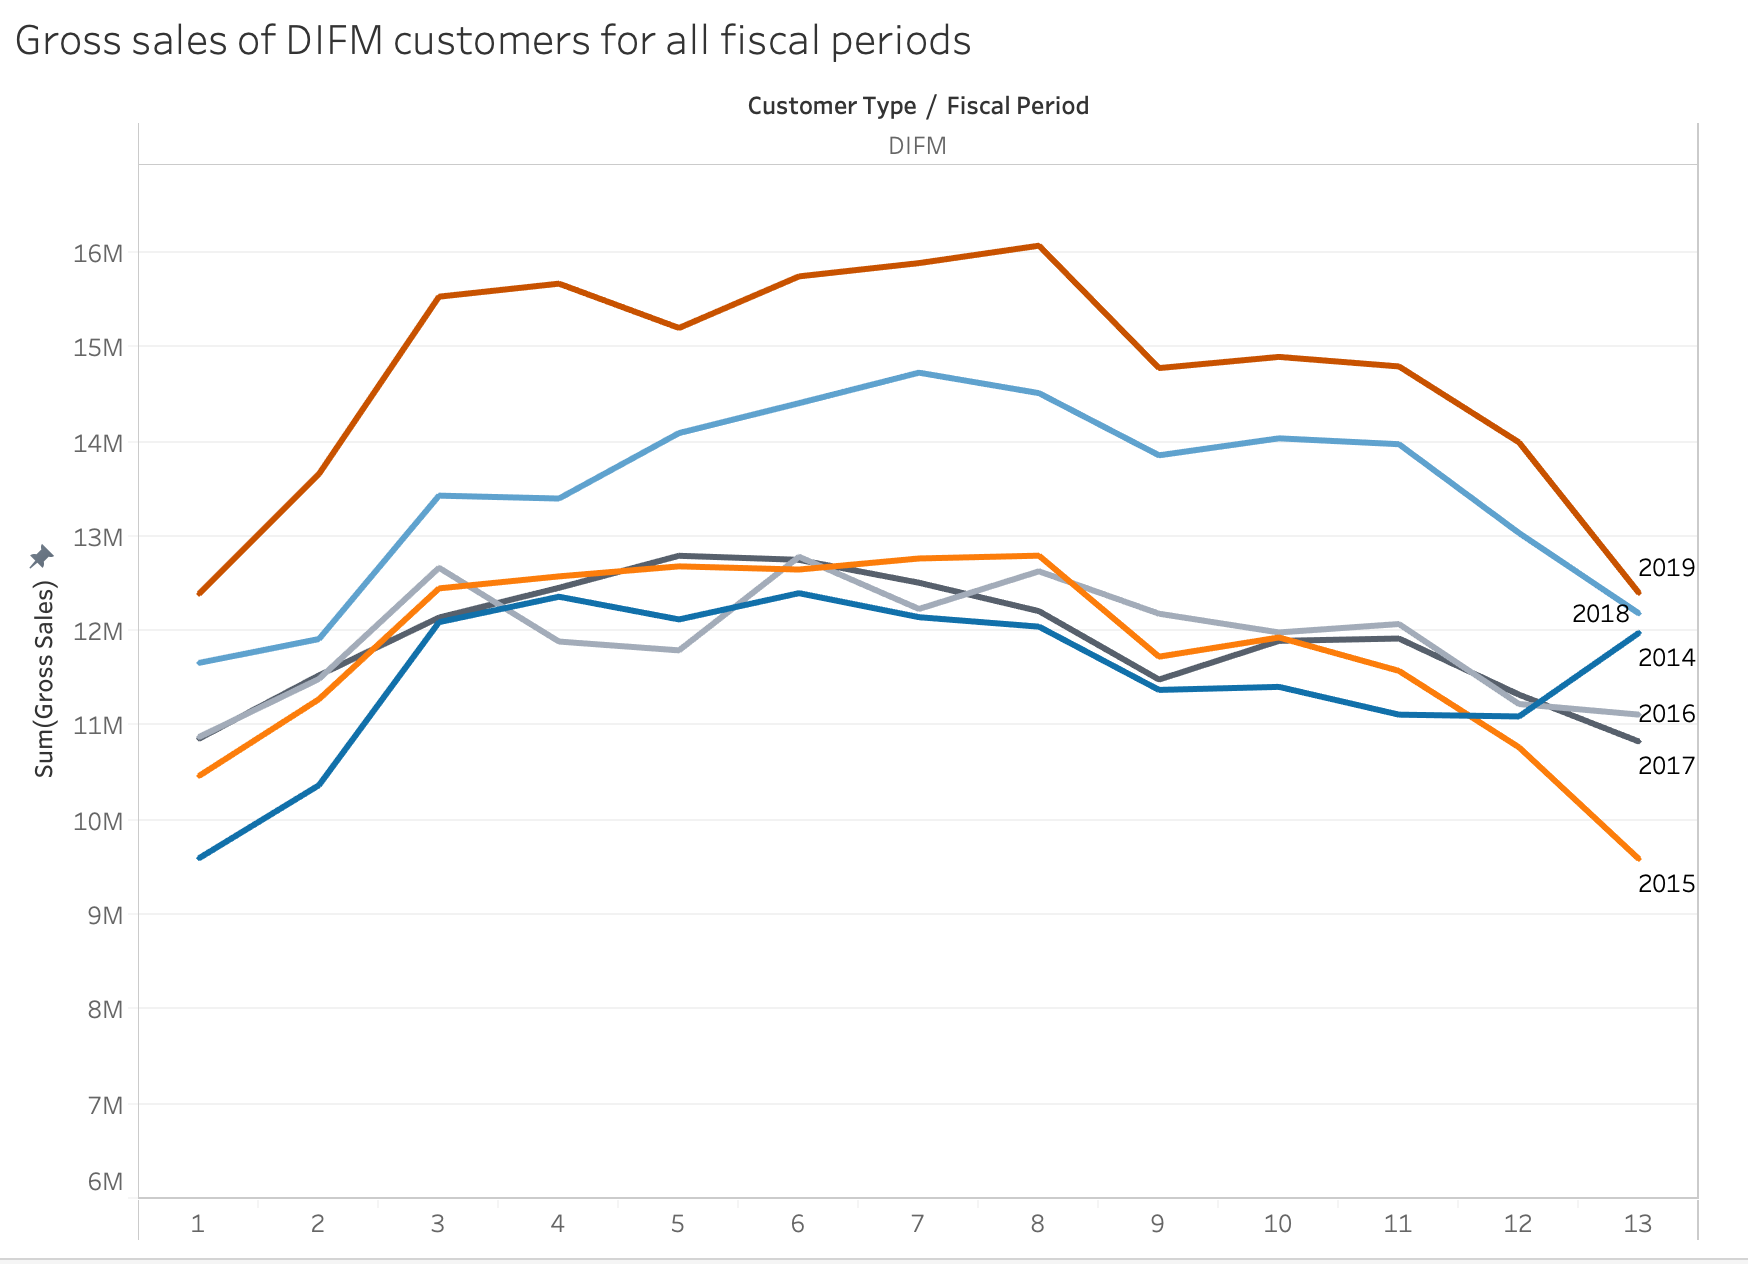 Gross sales of DIFM customers for all fiscal periods
Customer Type / Fiscal Period
DIFM
16M
15M
14M
13M
12M
11M
10M
9M
8M
7M
6M
Sum(Gross Sales)
2019
2018
2014
2016
2017
2015
1 2 3 4 5 6 7 8 9 10 11 12 13